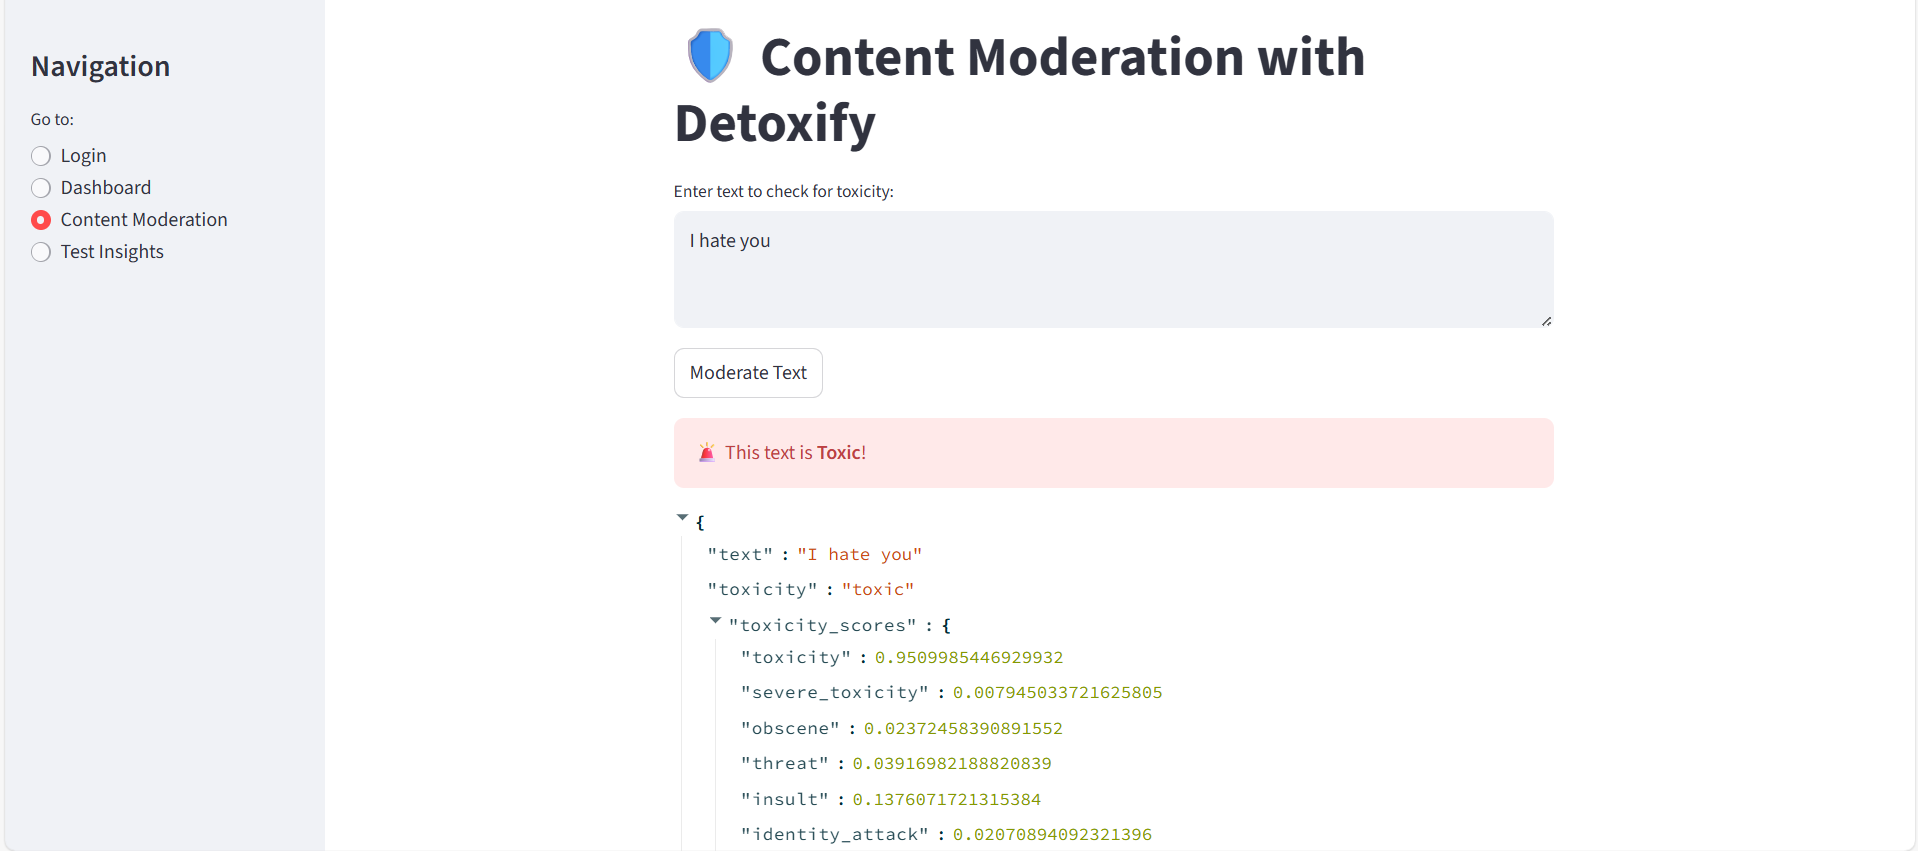 Navigation
Go to:
Login
Dashboard
Content Moderation
Test Insights
Content Moderation with
Detoxify
Enter text to check for toxicity:
I hate you
Moderate Text
This text is Toxic!
{
"text" : "I hate you"
"toxicity" : "toxic"
"toxicity_scores" : {
"toxicity" : 0.9509985446929932
"severe_toxicity" : 0.007945033721625805
"obscene" : 0.02372458390891552
"threat" : 0.03916982188820839
"insult" : 0.1376071721315384
"identity_attack" : 0.02070894092321396